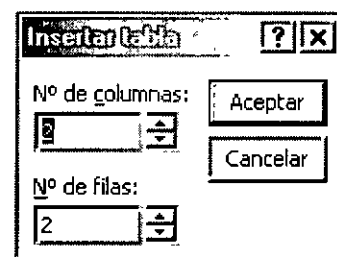 Insertar tabla ? X
Nº de columnas:
Aceptar
Cancelar
Nº de filas:
2